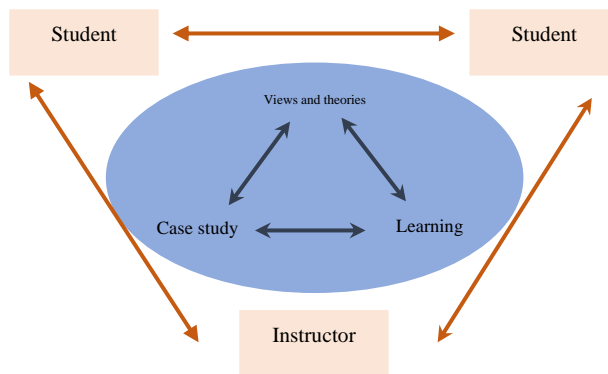 Student
Student
Views and theories
Case study
Learning
Instructor